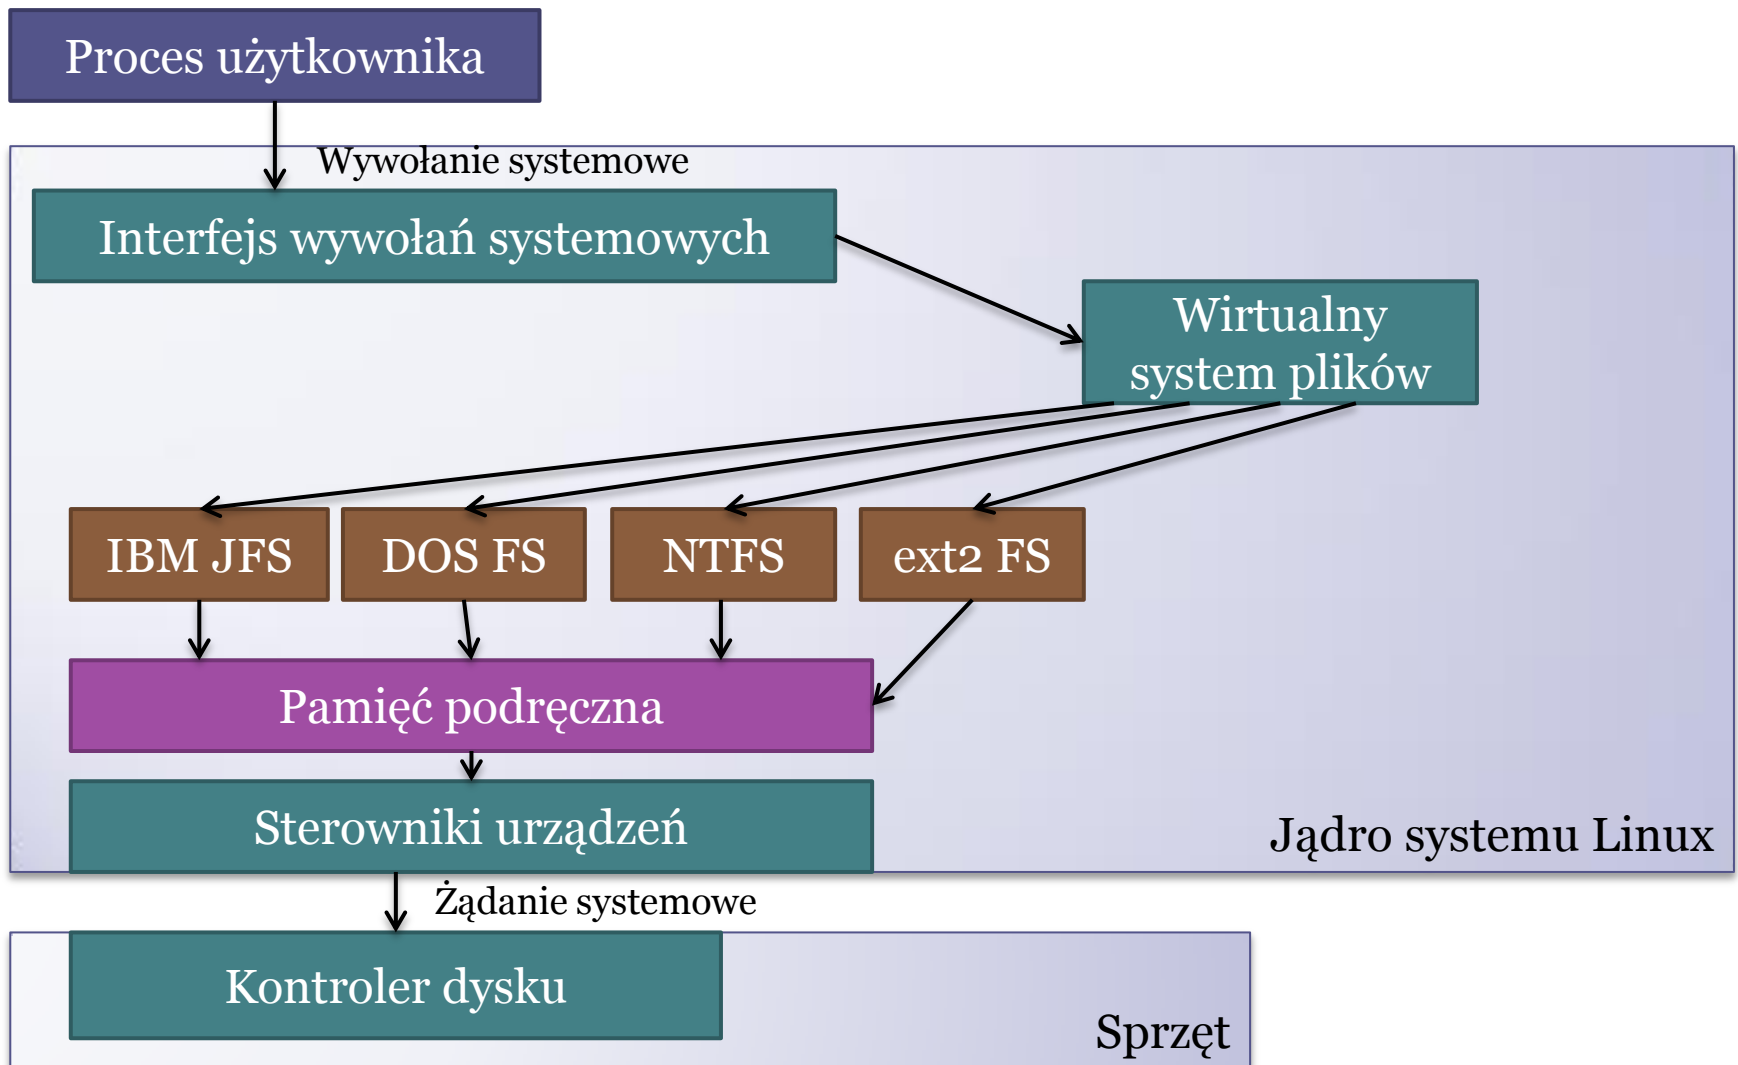 Proces użytkownika
Wywołanie systemowe
Interfejs wywołań systemowych
Wirtualny
system plików
IBM JFS
DOS FS
NTFS
ext2 FS
Pamięć podręczna
Sterowniki urządzeń
Jądro systemu Linux
Żądanie systemowe
Kontroler dysku
Sprzęt